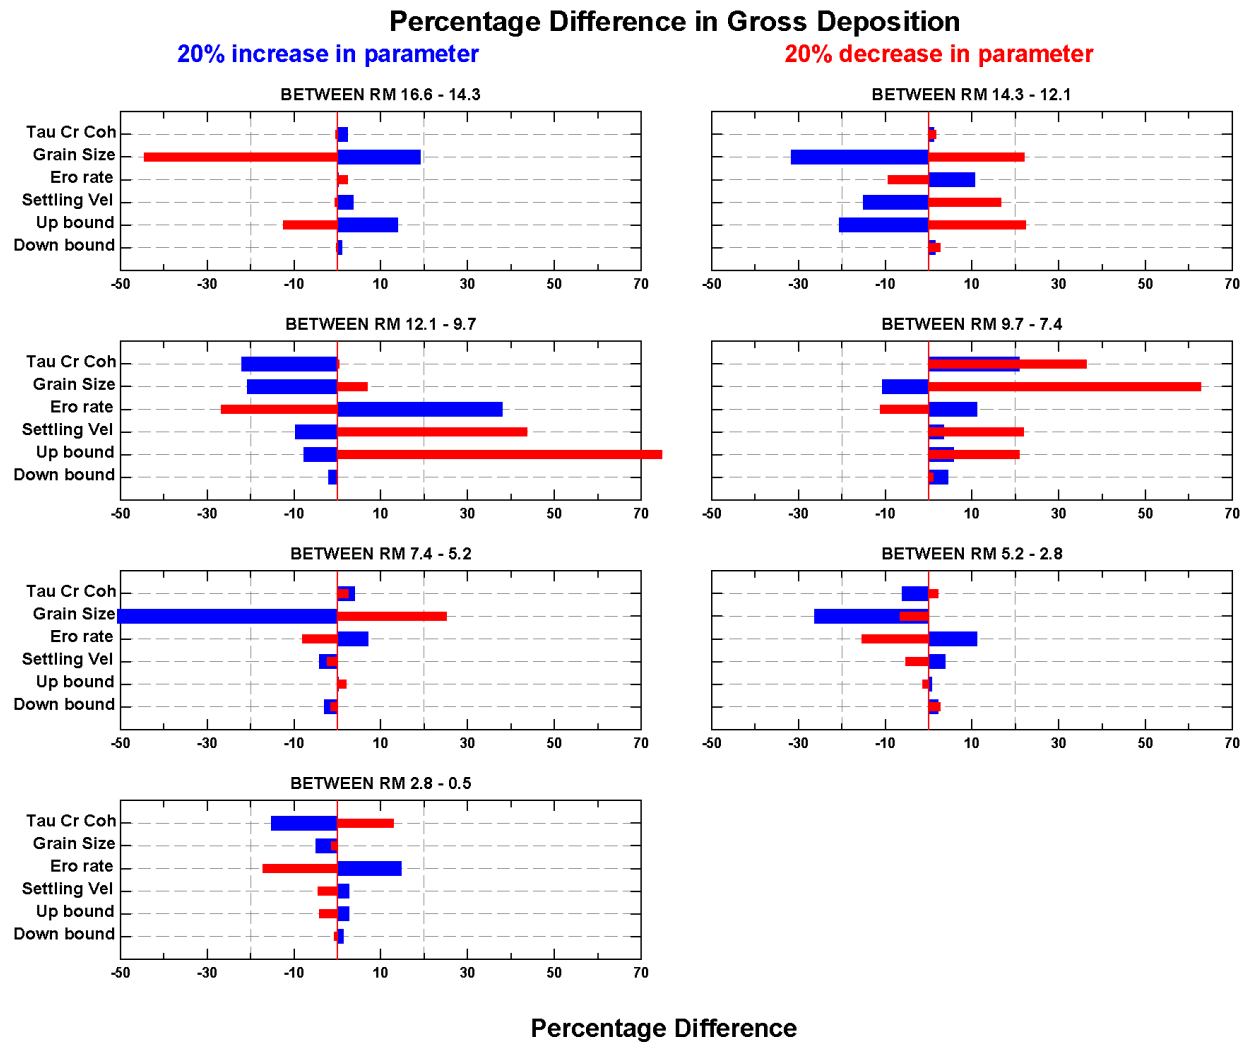 Percentage Difference in Gross Deposition
20% increase in parameter
20% decrease in parameter
BETWEEN RM 16.6 - 14.3
Tau Cr Coh
Grain Size
Ero rate
Settling Vel
Up bound
Down bound
-50 -30 -10 10 30 50 70
BETWEEN RM 14.3 - 12.1
-50 -30 -10 10 30 50 70
BETWEEN RM 12.1 - 9.7
Tau Cr Coh
Grain Size
Ero rate
Settling Vel
Up bound
Down bound
-50 -30 -10 10 30 50 70
BETWEEN RM 9.7 - 7.4
-50 -30 -10 10 30 50 70
BETWEEN RM 7.4 - 5.2
Tau Cr Coh
Grain Size
Ero rate
Settling Vel
Up bound
Down bound
-50 -30 -10 10 30 50 70
BETWEEN RM 5.2 - 2.8
-50 -30 -10 10 30 50 70
BETWEEN RM 2.8 - 0.5
Tau Cr Coh
Grain Size
Ero rate
Settling Vel
Up bound
Down bound
-50 -30 -10 10 30 50 70
Percentage Difference